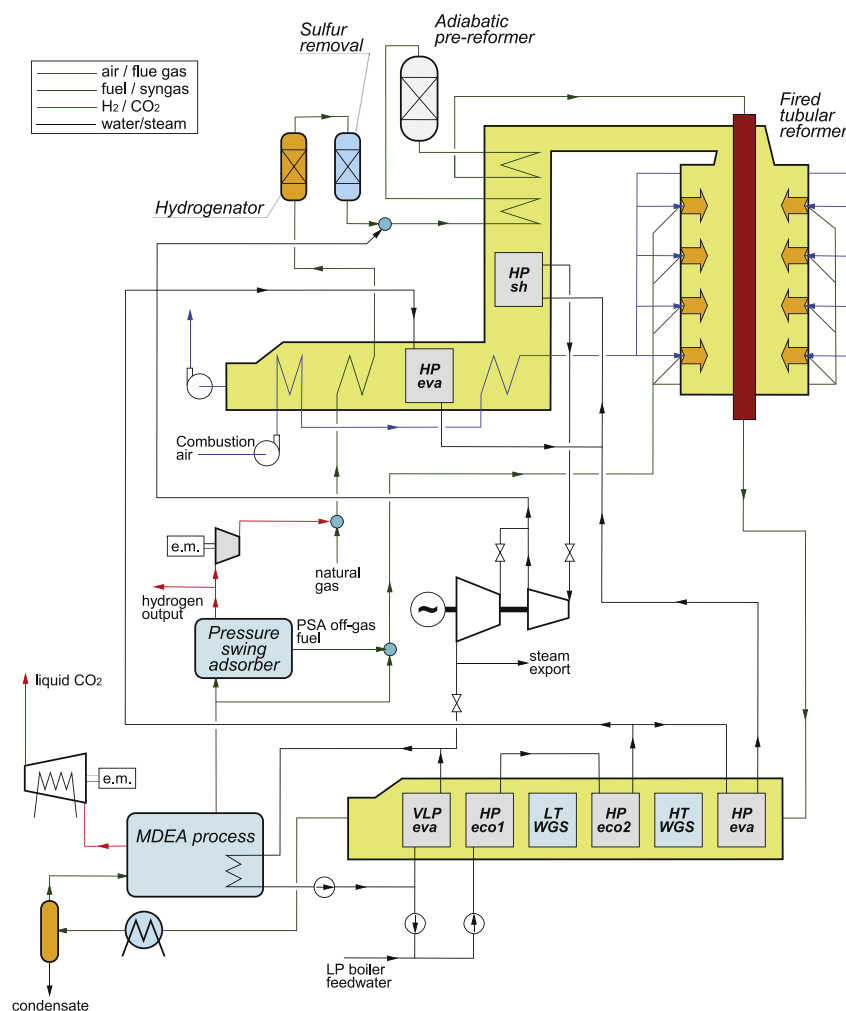 Sulfur
removal
Adiabatic
pre-reformer
air / flue gas
fuel / syngas
H2 / CO2
water/steam
Fired
tubular
reformer
Hydrogenator
HP
sh
HP
eva
Combustion
air
e.m.
natural
gas
hydrogen
output
PSA off-gas
fuel
~
Pressure
swing
adsorber
steam
export
liquid CO2
e.m.
VLP
eva
HP
eco1
LT
WGS
HP
eco2
HT
WGS
HP
eva
MDEA process
LP boiler
feedwater
condensate